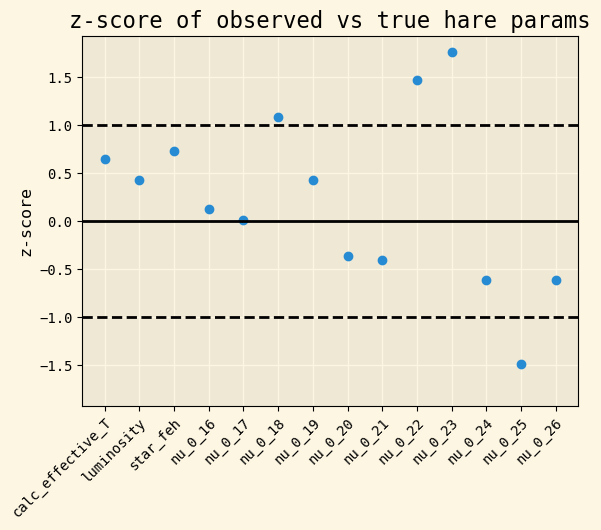 z-score of observed vs true hare params
z-score
1.5
1.0
0.5
0.0
−0.5
−1.0
−1.5
calc_effective_T
luminosity
star_feh
nu_0_16
nu_0_17
nu_0_18
nu_0_19
nu_0_20
nu_0_21
nu_0_22
nu_0_23
nu_0_24
nu_0_25
nu_0_26